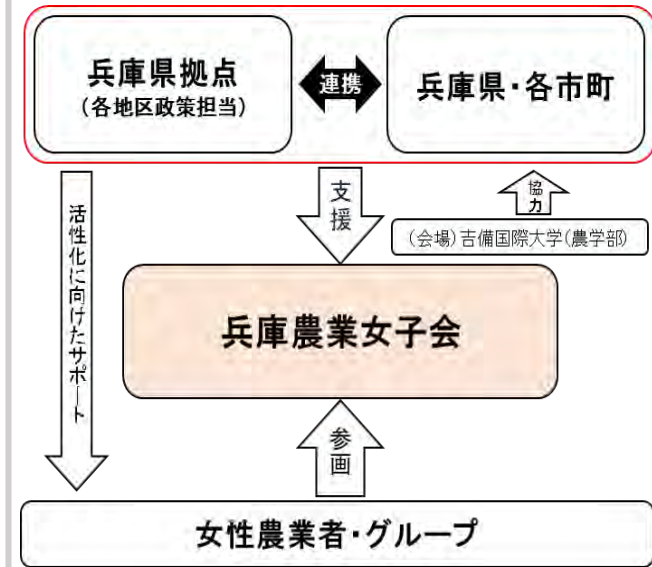 兵庫県拠点
(各地区政策担当)
連携
兵庫県・各市町
支援
協力
(会場)吉備国際大学(農学部)
活性化に向けたサポート
兵庫農業女子会
参画
女性農業者・グループ